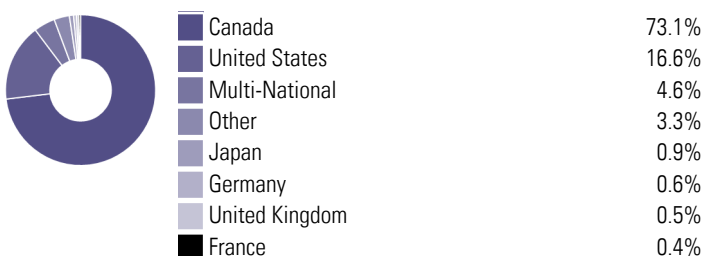 Canada 73.1%
United States 16.6%
Multi-National 4.6%
Other 3.3%
Japan 0.9%
Germany 0.6%
United Kingdom 0.5%
France 0.4%